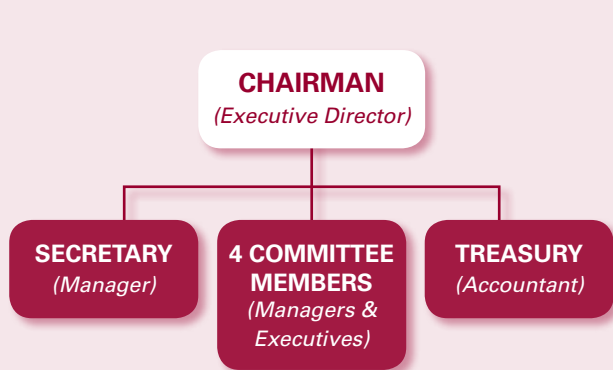 CHAIRMAN
(Executive Director)
SECRETARY
(Manager)
4 COMMITTEE
MEMBERS
(Managers &
Executives)
TREASURY
(Accountant)